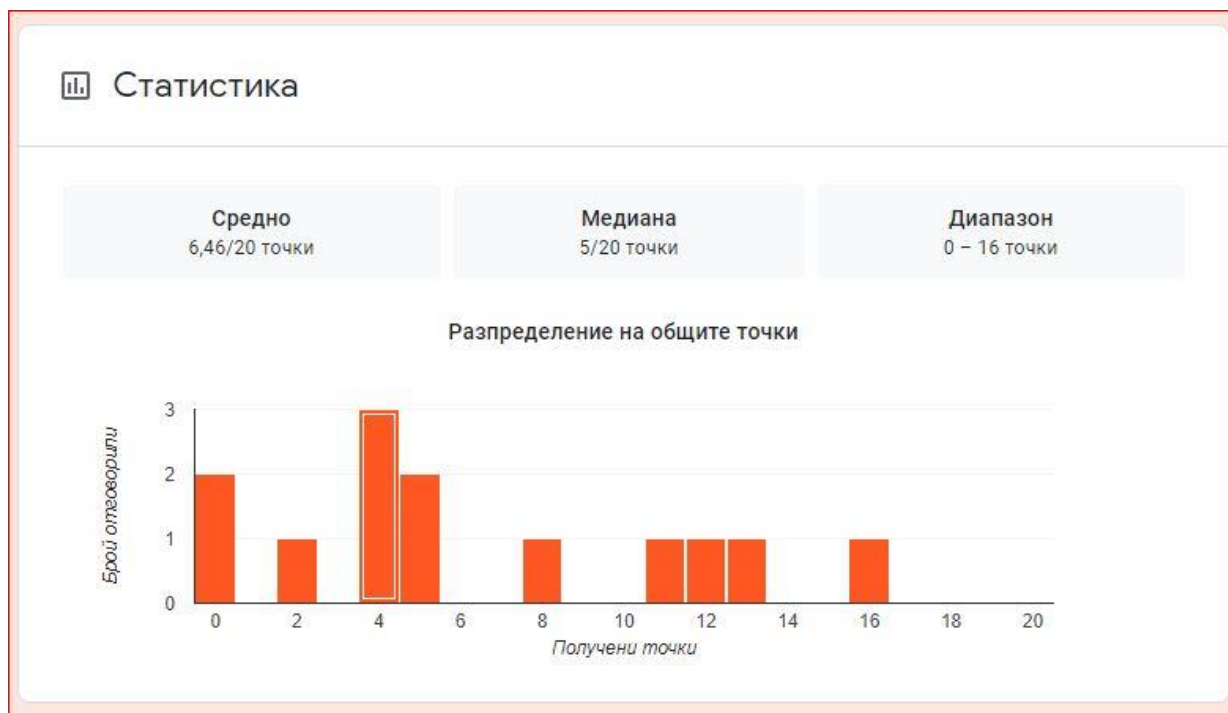 Статистика
Средно
6,46/20 точки
Медиана
5/20 точки
Диапазон
0 – 16 точки
Разпределение на общите точки
Брой отговорили
3
2
1
0
0 2 4 6 8 10 12 14 16 18 20
Получени точки